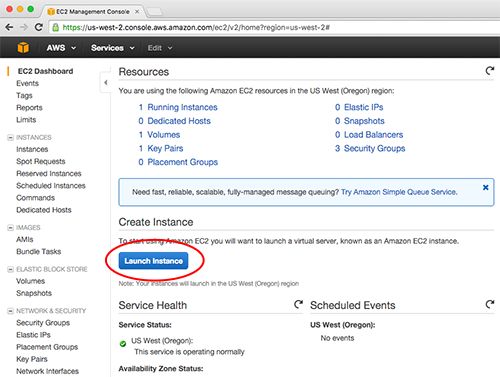 EC2 Management Console
https://us-west-2.console.aws.amazon.com/ec2/v2/home?region=us-west-2#
AWS Services Edit
EC2 Dashboard
Events
Tags
Reports
Limits
INSTANCES
Instances
Spot Requests
Reserved Instances
Scheduled Instances
Commands
Dedicated Hosts
IMAGES
AMIs
Bundle Tasks
ELASTIC BLOCK STORE
Volumes
Snapshots
NETWORK & SECURITY
Security Groups
Elastic IPs
Placement Groups
Key Pairs
Network Interfaces
Resources
You are using the following Amazon EC2 resources in the US West (Oregon) region:
1 Running Instances 0 Elastic IPs
0 Dedicated Hosts 0 Snapshots
1 Volumes 0 Load Balancers
1 Key Pairs 3 Security Groups
0 Placement Groups
Need fast, reliable, scalable, fully-managed message queuing? Try Amazon Simple Queue Service.
Create Instance
To start using Amazon EC2 you will want to launch a virtual server, known as an Amazon EC2 instance.
Launch Instance
Note: Your instances will launch in the US West (Oregon) region
Service Health
Service Status:
US West (Oregon):
This service is operating normally
Availability Zone Status:
Scheduled Events
US West (Oregon):
No events